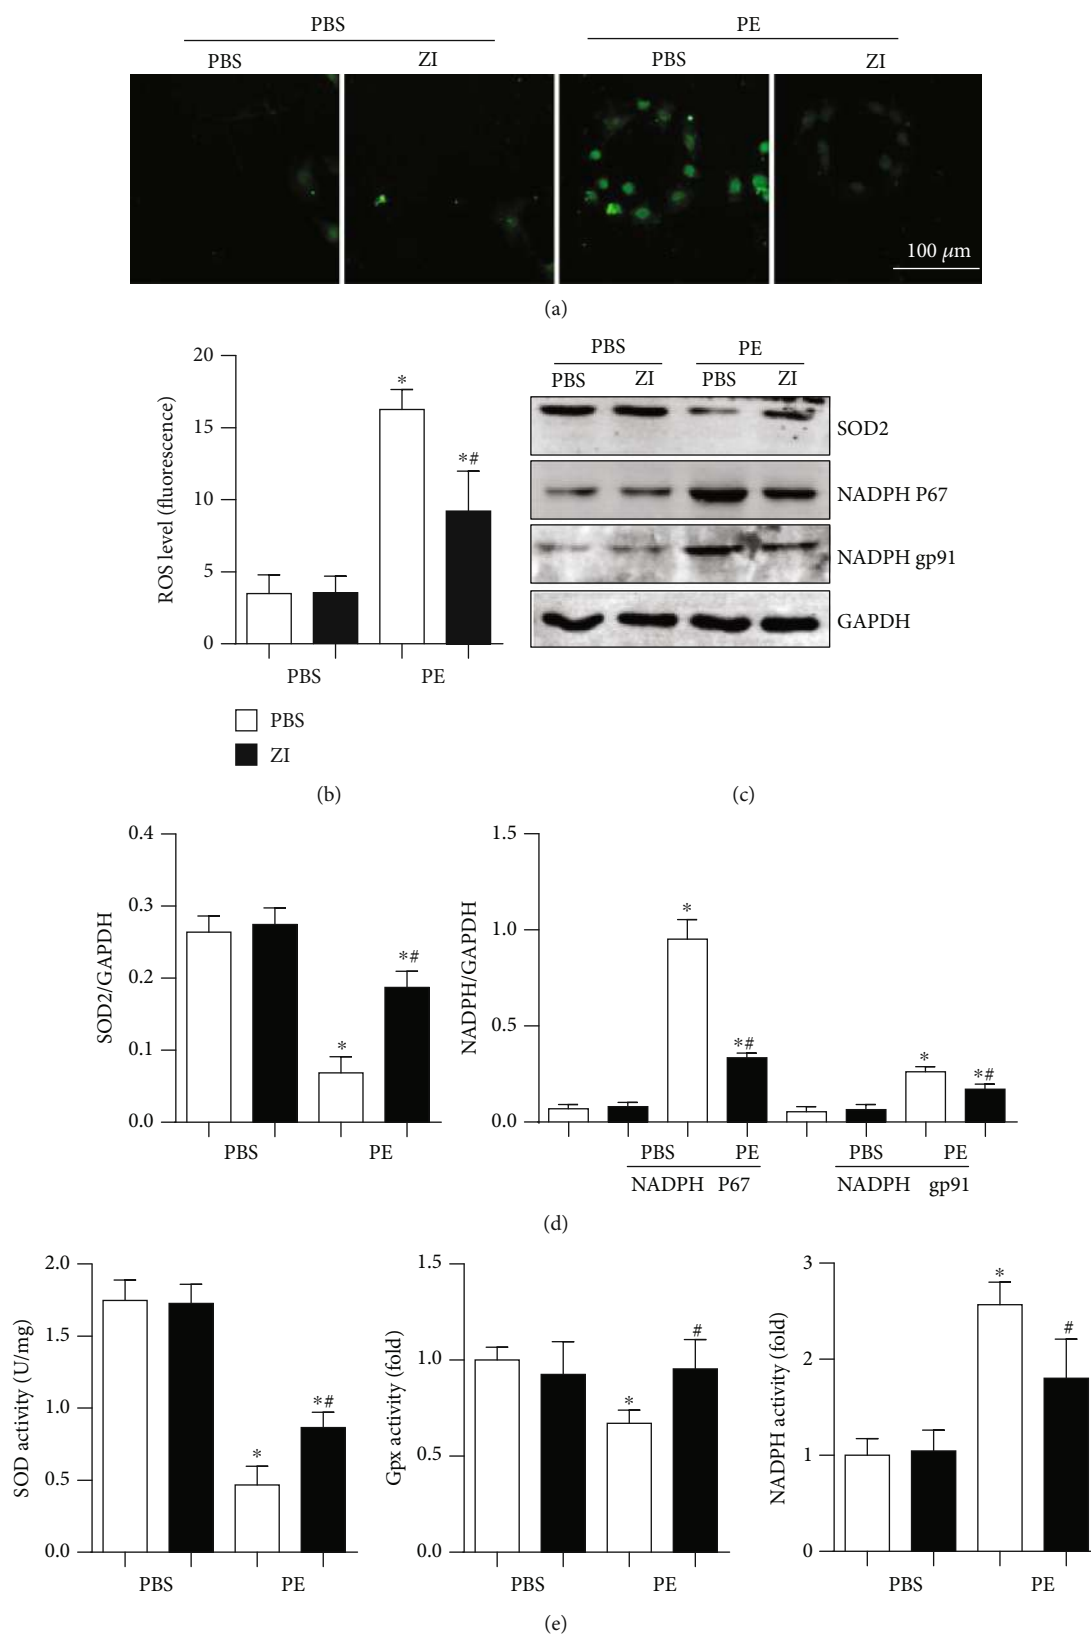 PBS PE
PBS ZI PBS ZI
100 μm
(a)
20
15
10
5
0
ROS level (fluorescence)
*
*#
PBS PE
PBS
ZI
(b)
PBS PE
PBS ZI PBS ZI
SOD2
NADPH P67
NADPH gp91
GAPDH
(c)
0.4
0.3
0.2
0.1
0.0
SOD2/GAPDH
*
*#
PBS PE
1.5
1.0
0.5
0.0
NADPH/GAPDH
*
*#
*
*#
PBS PE PBS PE
NADPH P67 NADPH gp91
(d)
2.0
1.5
1.0
0.5
0.0
SOD activity (U/mg)
*
*#
PBS PE
1.5
1.0
0.5
0.0
Gpx activity (fold)
*
#
PBS PE
3
2
1
0
NADPH activity (fold)
*
#
PBS PE
(e)